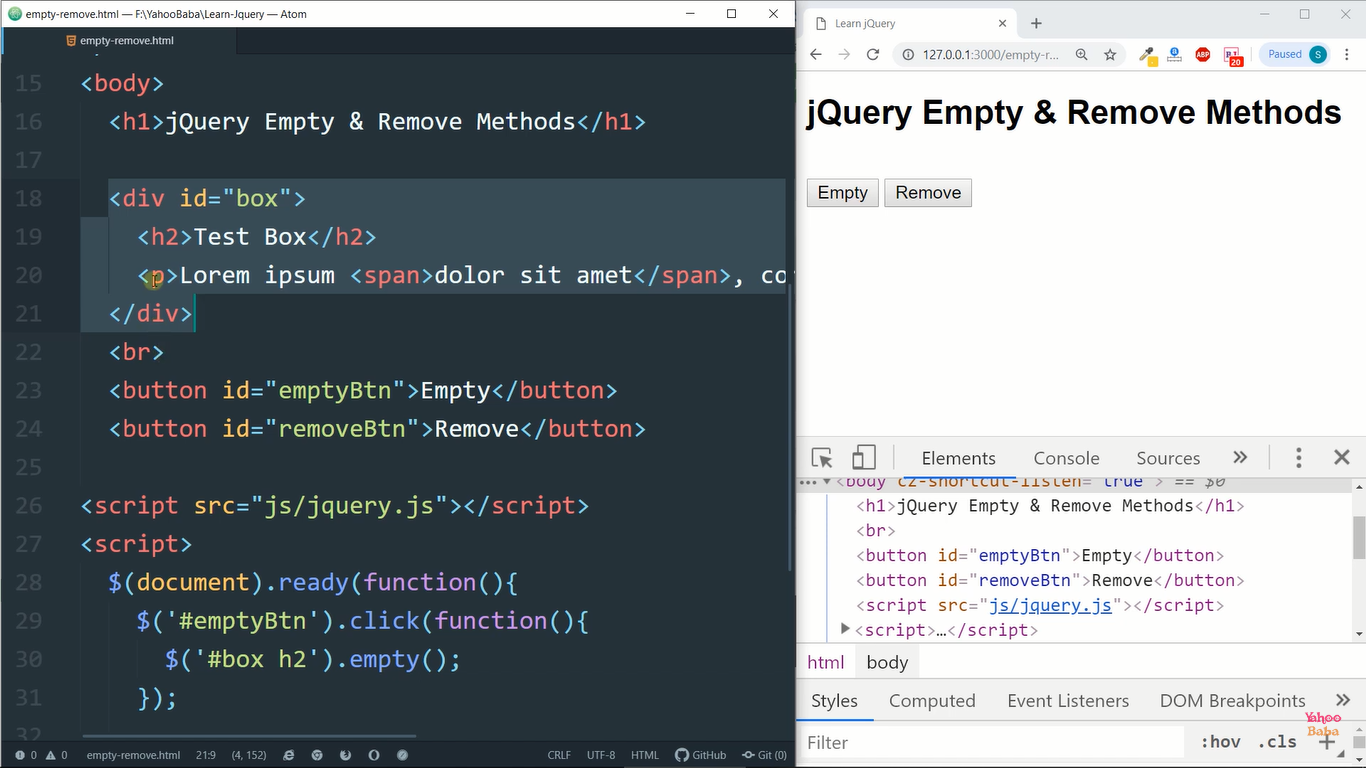 empty-remove.html — F:\YahooBaba\Learn-Jquery — Atom
empty-remove.html
15 <body>
16 <h1>jQuery Empty & Remove Methods</h1>
17
18 <div id="box">
19 <h2>Test Box</h2>
20 <p>Lorem ipsum <span>dolor sit amet</span>, co
21 </div>
22 <br>
23 <button id="emptyBtn">Empty</button>
24 <button id="removeBtn">Remove</button>
25
26 <script src="js/jquery.js"></script>
27 <script>
28 $(document).ready(function(){
29 $('#emptyBtn').click(function(){
30 $('#box h2').empty();
31 });
32
0 0 empty-remove.html 21:9 (4, 152) CRLF UTF-8 HTML GitHub Git (0)
Learn jQuery
127.0.0.1:3000/empty-r... ABP 20 Paused S
jQuery Empty & Remove Methods
Empty Remove
Elements Console Sources »
<body cz-shortcut-listen="true"> == $0
<h1>jQuery Empty & Remove Methods</h1>
<br>
<button id="emptyBtn">Empty</button>
<button id="removeBtn">Remove</button>
<script src="js/jquery.js"></script>
<script>…</script>
html body
Styles Computed Event Listeners DOM Breakpoints »
Filter :hov .cls +
Yahoo
Baba